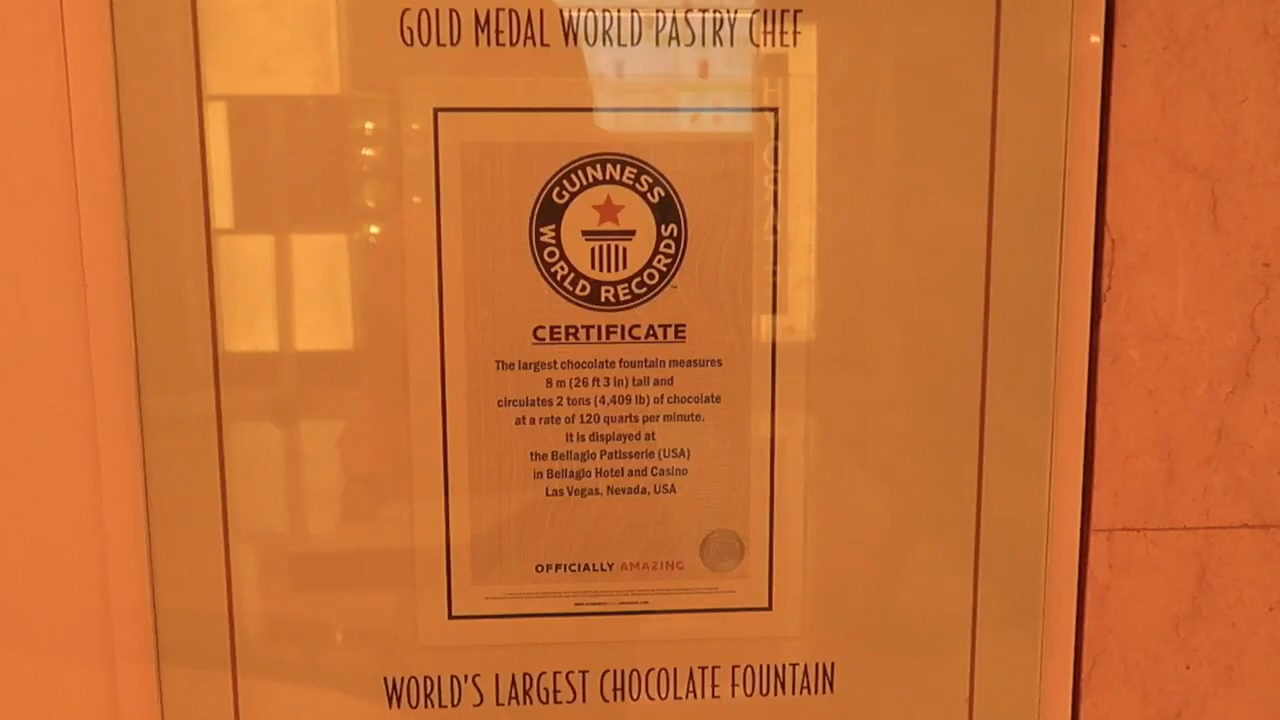 GOLD MEDAL WORLD PASTRY CHEF
GUINNESS
WORLD RECORDS
CERTIFICATE
The largest chocolate fountain measures
8 m (26 ft 3 in) tall and
circulates 2 tons (4,409 lb) of chocolate
at a rate of 120 quarts per minute.
It is displayed at
the Bellagio Patisserie (USA)
in Bellagio Hotel and Casino
Las Vegas, Nevada, USA
OFFICIALLY AMAZING
WORLD'S LARGEST CHOCOLATE FOUNTAIN